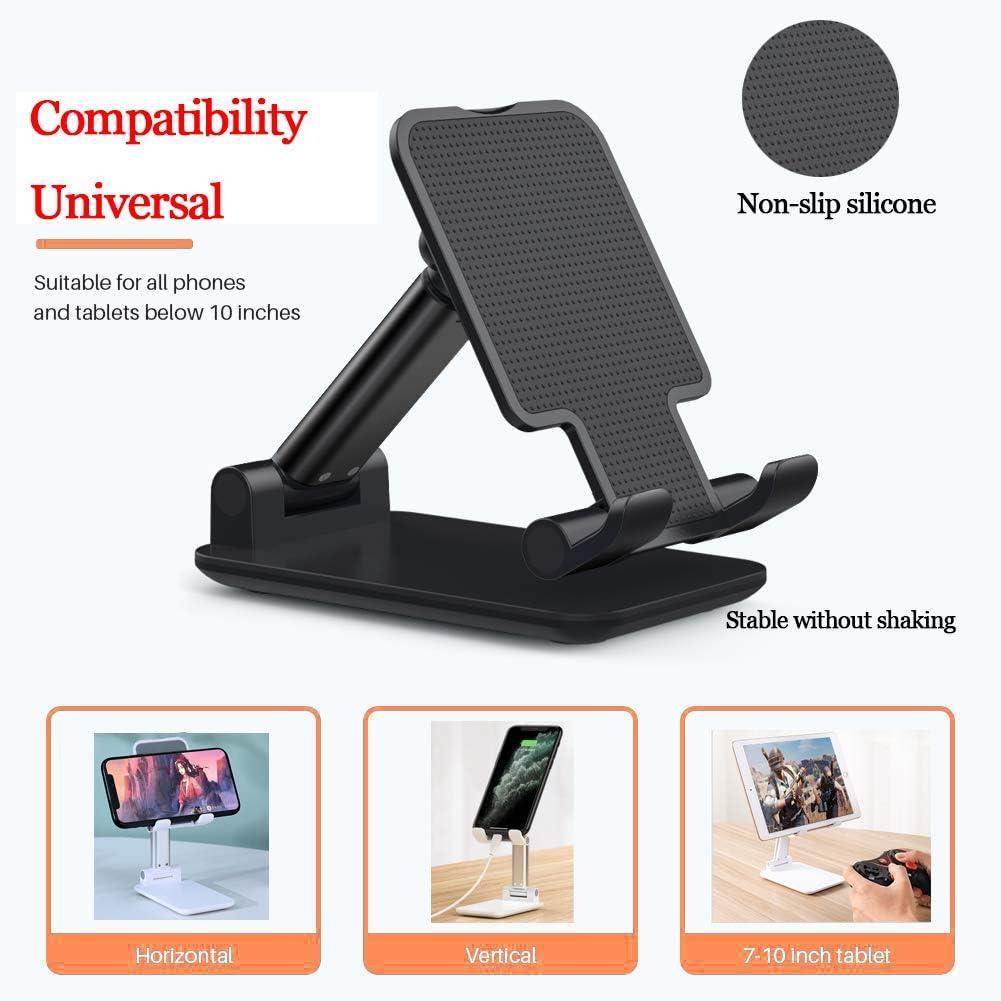 Compatibility
Universal
Suitable for all phones
and tablets below 10 inches
Non-slip silicone
Stable without shaking
Horizontal
Vertical
7-10 inch tablet